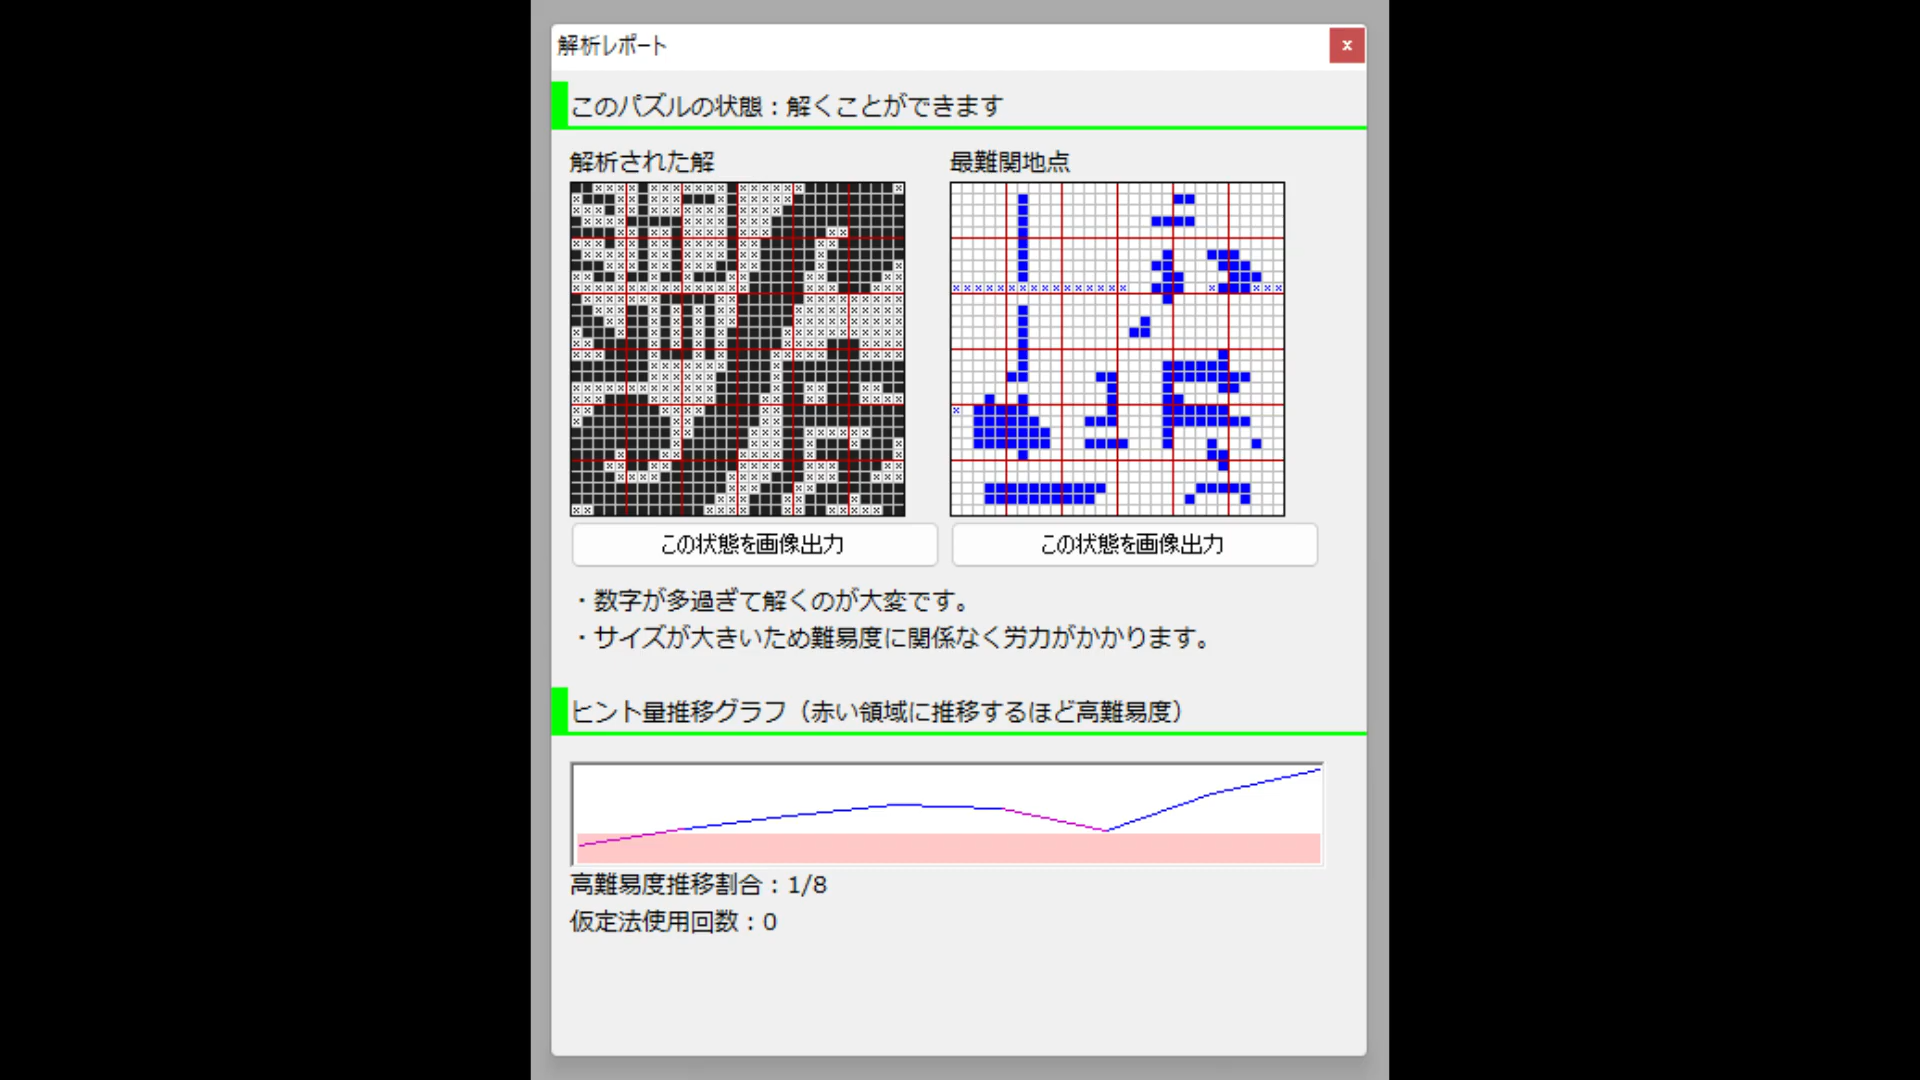 解析レポート
x
このパズルの状態：解くことができます
解析された解
最難関地点
この状態を画像出力
この状態を画像出力
・数字が多過ぎて解くのが大変です。
・サイズが大きいため難易度に関係なく労力がかかります。
ヒント量推移グラフ（赤い領域に推移するほど高難易度）
高難易度推移割合：1/8
仮定法使用回数：0